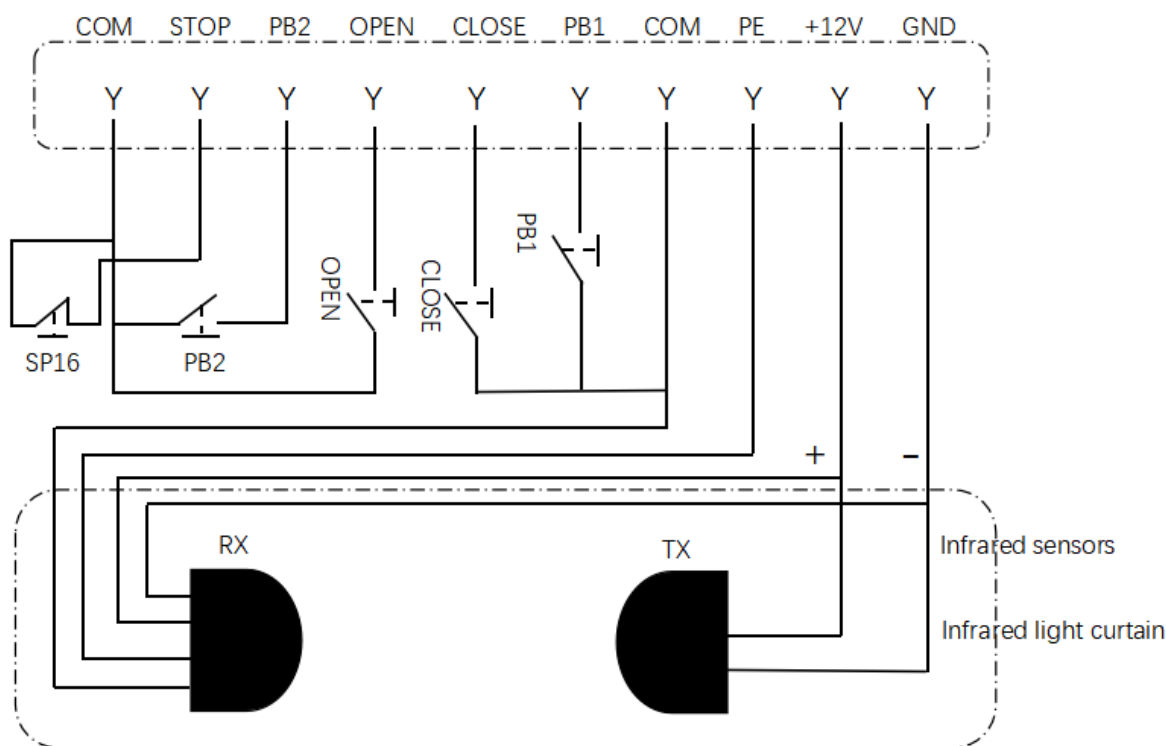 COM STOP PB2 OPEN CLOSE PB1 COM PE +12V GND
Y Y Y Y Y Y Y Y Y Y
PB1
OPEN
CLOSE
SP16
PB2
+
-
RX
TX
Infrared sensors
Infrared light curtain